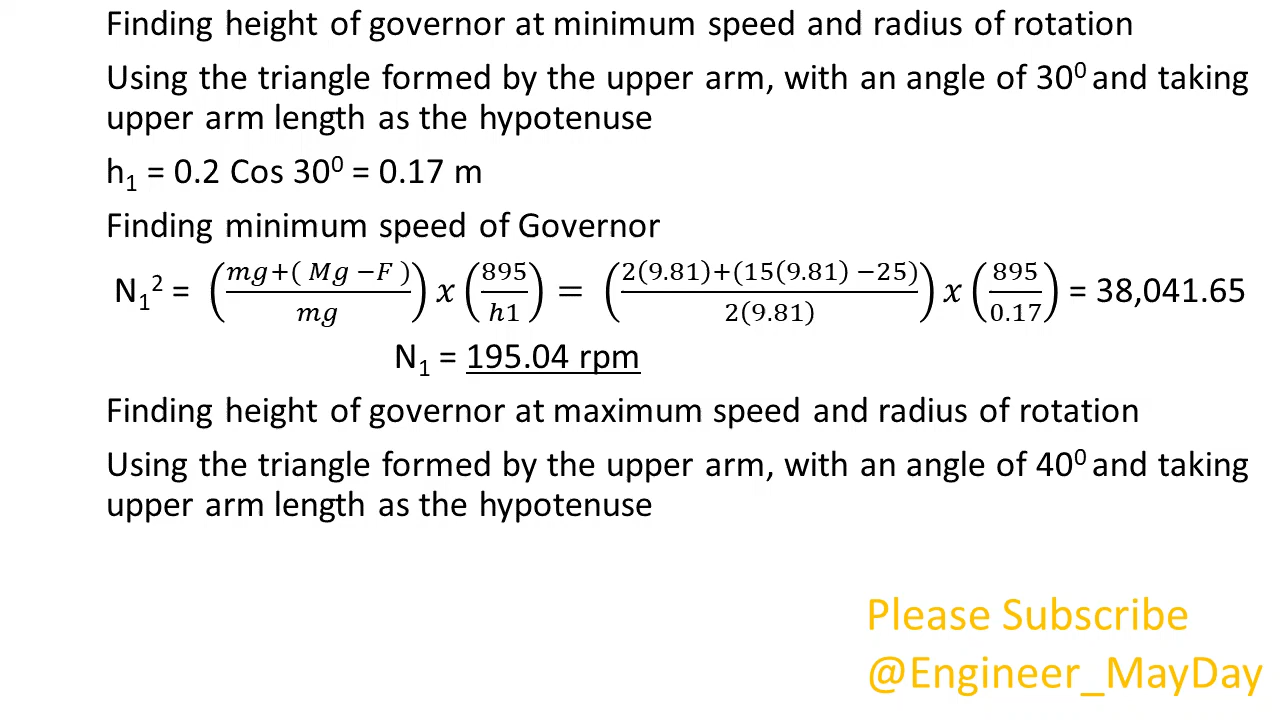 Finding height of governor at minimum speed and radius of rotation
Using the triangle formed by the upper arm, with an angle of 30⁰ and taking
upper arm length as the hypotenuse
h₁ = 0.2 Cos 30⁰ = 0.17 m
Finding minimum speed of Governor
N₁² = ((mg+( Mg −F ))/mg) x (895/h1) = ((2(9.81)+(15(9.81) −25))/(2(9.81))) x (895/0.17) = 38,041.65
N₁ = 195.04 rpm
Finding height of governor at maximum speed and radius of rotation
Using the triangle formed by the upper arm, with an angle of 40⁰ and taking
upper arm length as the hypotenuse
Please Subscribe
@Engineer_MayDay